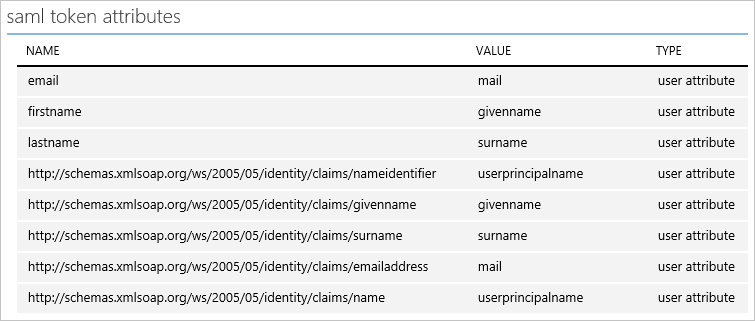 saml token attributes
NAME VALUE TYPE
email mail user attribute
firstname givenname user attribute
lastname surname user attribute
http://schemas.xmlsoap.org/ws/2005/05/identity/claims/nameidentifier userprincipalname user attribute
http://schemas.xmlsoap.org/ws/2005/05/identity/claims/givenname givenname user attribute
http://schemas.xmlsoap.org/ws/2005/05/identity/claims/surname surname user attribute
http://schemas.xmlsoap.org/ws/2005/05/identity/claims/emailaddress mail user attribute
http://schemas.xmlsoap.org/ws/2005/05/identity/claims/name userprincipalname user attribute